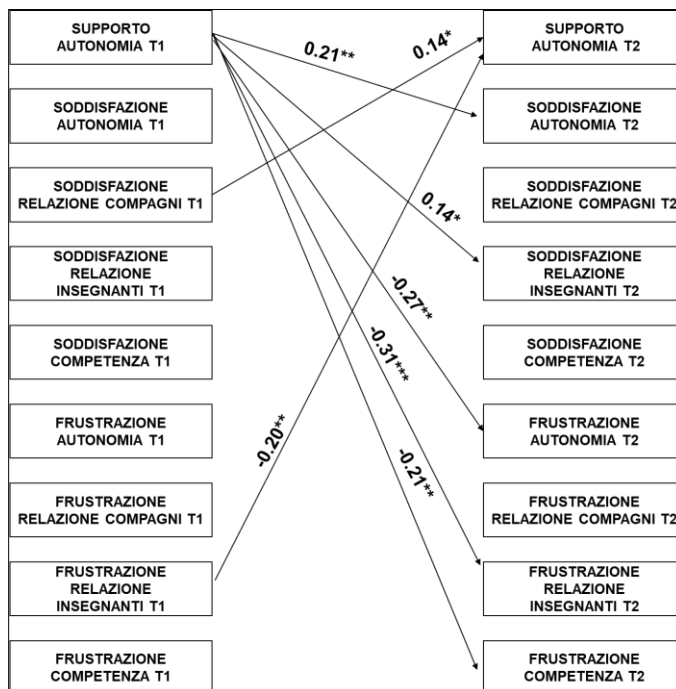 SUPPORTO
AUTONOMIA T1
SODDISFAZIONE
AUTONOMIA T1
SODDISFAZIONE
RELAZIONE COMPAGNI T1
SODDISFAZIONE
RELAZIONE
INSEGNANTI T1
SODDISFAZIONE
COMPETENZA T1
FRUSTRAZIONE
AUTONOMIA T1
FRUSTRAZIONE
RELAZIONE COMPAGNI T1
FRUSTRAZIONE
RELAZIONE
INSEGNANTI T1
FRUSTRAZIONE
COMPETENZA T1
0.21**
0.14*
0.14*
-0.27**
-0.31***
-0.20**
-0.21**
SUPPORTO
AUTONOMIA T2
SODDISFAZIONE
AUTONOMIA T2
SODDISFAZIONE
RELAZIONE COMPAGNI T2
SODDISFAZIONE
RELAZIONE
INSEGNANTI T2
SODDISFAZIONE
COMPETENZA T2
FRUSTRAZIONE
AUTONOMIA T2
FRUSTRAZIONE
RELAZIONE COMPAGNI T2
FRUSTRAZIONE
RELAZIONE
INSEGNANTI T2
FRUSTRAZIONE
COMPETENZA T2